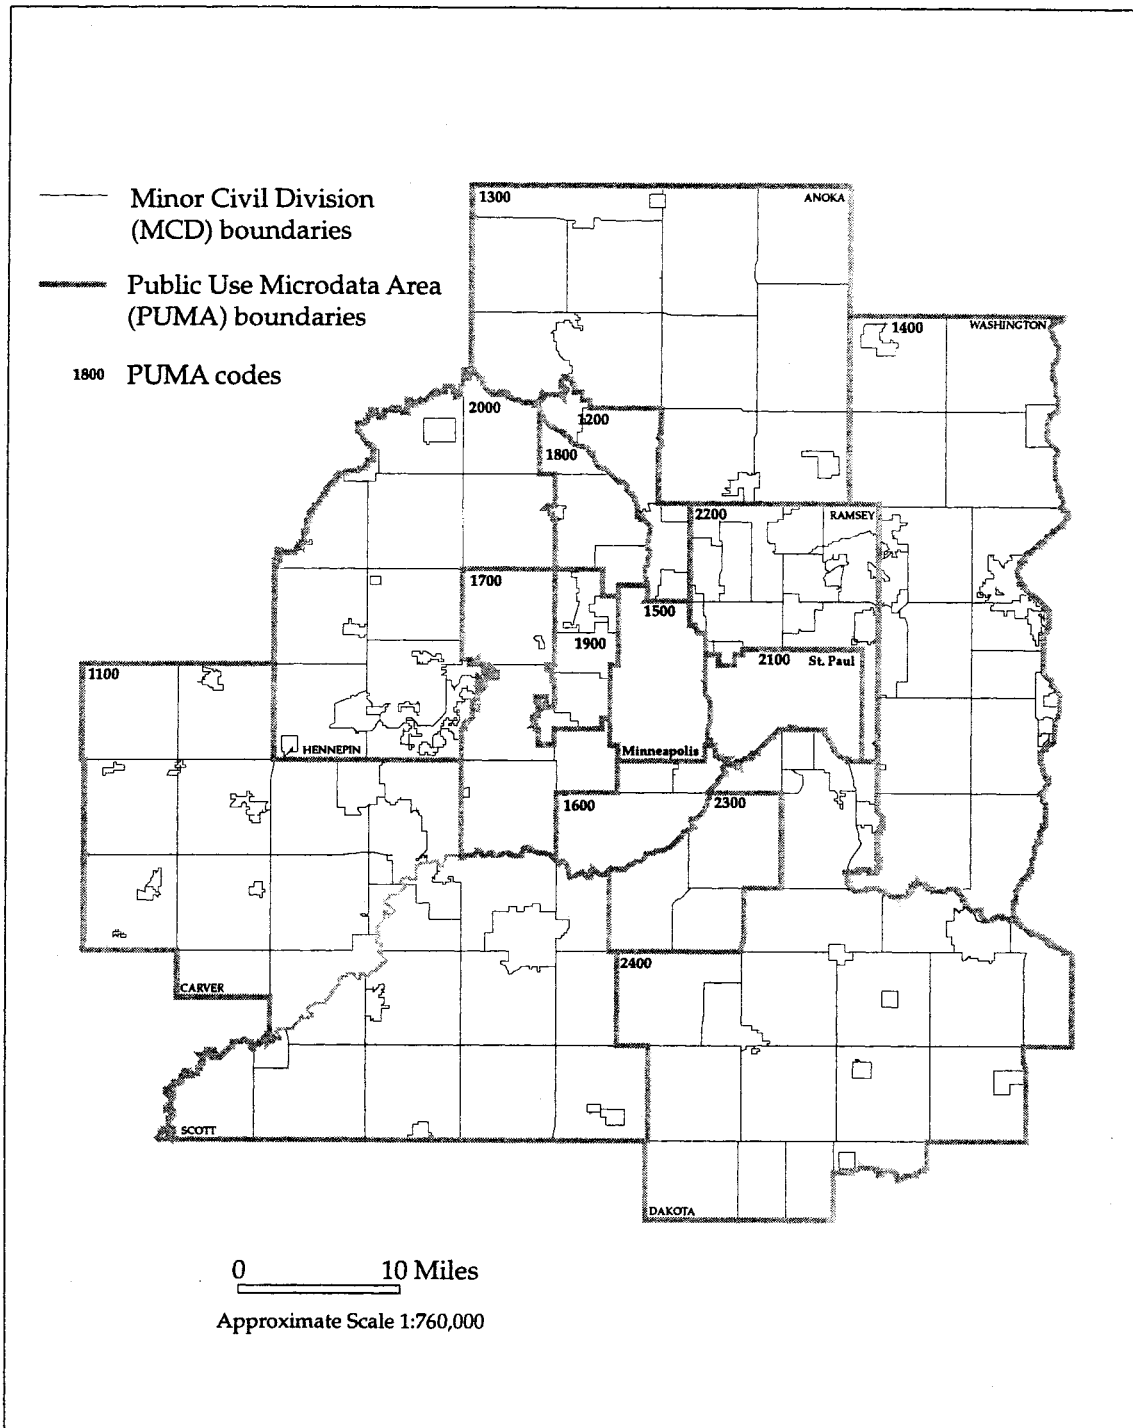 Minor Civil Division
(MCD) boundaries
Public Use Microdata Area
(PUMA) boundaries
1800 PUMA codes
1300
ANOKA
1400
WASHINGTON
2000
1200
1800
2200
RAMSEY
1700
1500
1900
2100
St. Paul
1100
HENNEPIN
Minneapolis
1600
2300
2400
CARVER
SCOTT
DAKOTA
0 10 Miles
Approximate Scale 1:760,000